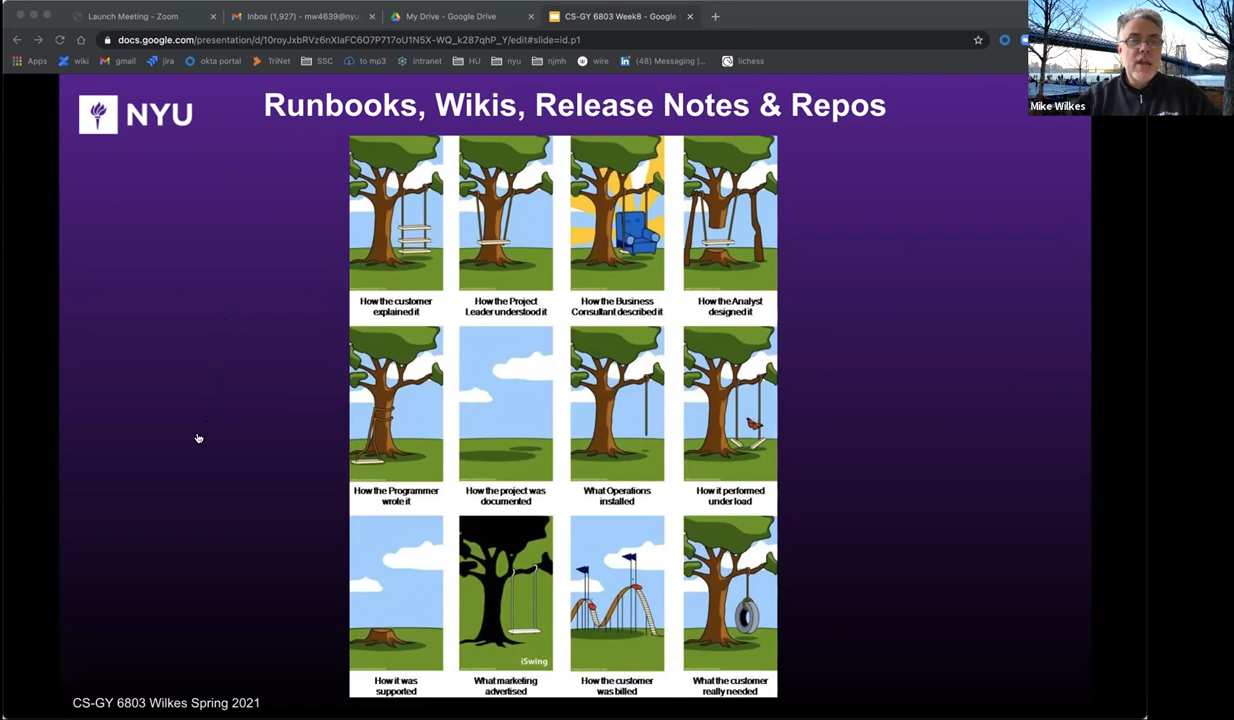 Launch Meeting - Zoom
Inbox (1,927) - mw4639@nyu
My Drive - Google Drive
CS-GY 6803 Week8 - Google
docs.google.com/presentation/d/10royJxbRVz6nXlaFC6O7P717oU1N5X-WQ_k287qhP_Y/edit#slide=id.p1
Apps
wiki
gmail
jira
okta portal
TriNet
SSC
to mp3
intranet
HU
nyu
njmh
wire
(48) Messaging |...
lichess
Mike Wilkes
NYU
Runbooks, Wikis, Release Notes & Repos
How the customer
explained it
How the Project
Leader understood it
How the Business
Consultant described it
How the Analyst
designed it
How the Programmer
wrote it
How the project was
documented
What Operations
installed
How it performed
under load
iSwing
How it was
supported
What marketing
advertised
How the customer
was billed
What the customer
really needed
CS-GY 6803 Wilkes Spring 2021